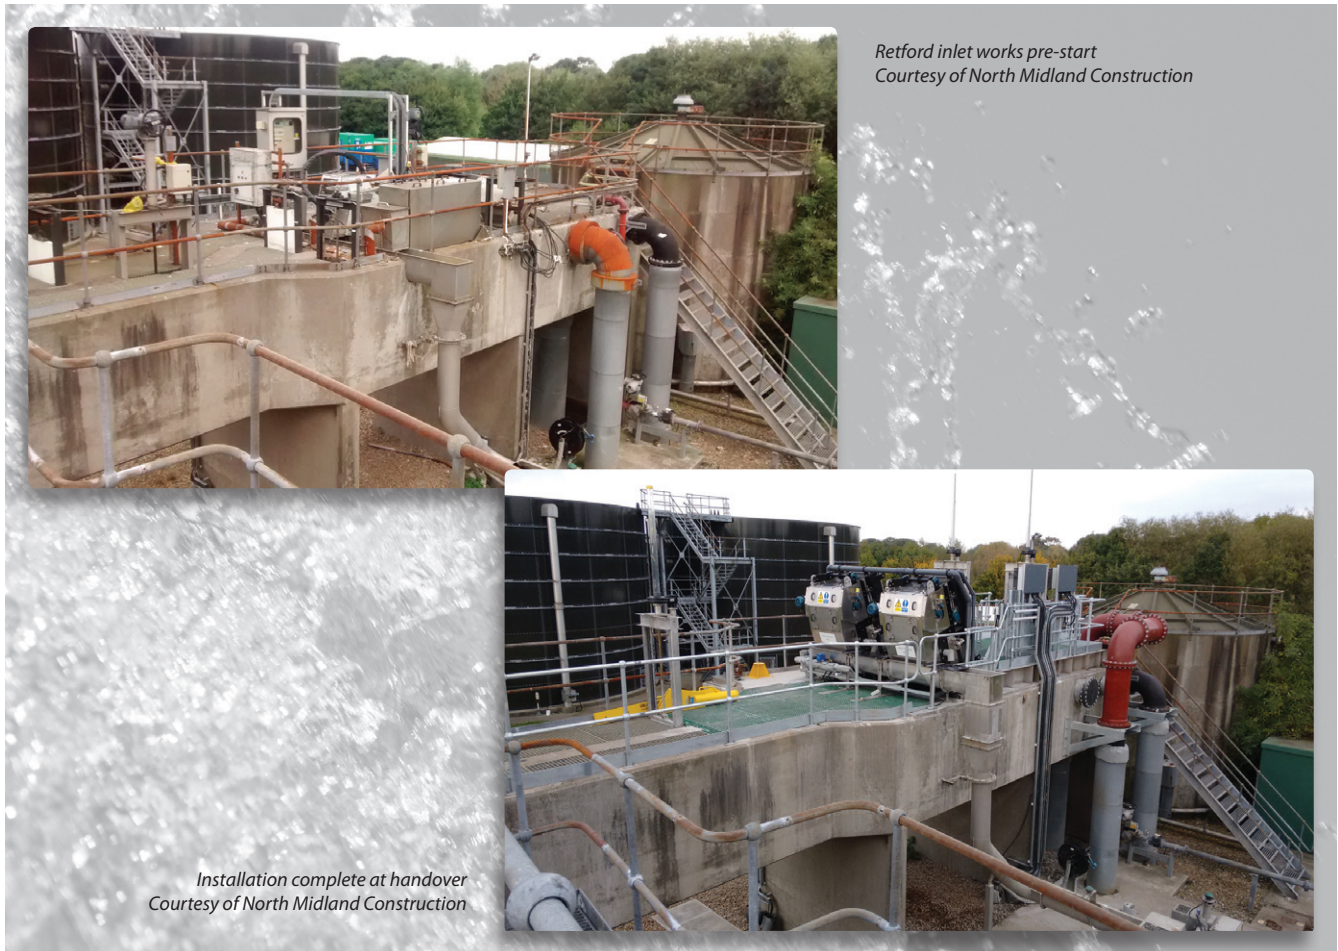 Retford inlet works pre-start
Courtesy of North Midland Construction
Installation complete at handover
Courtesy of North Midland Construction